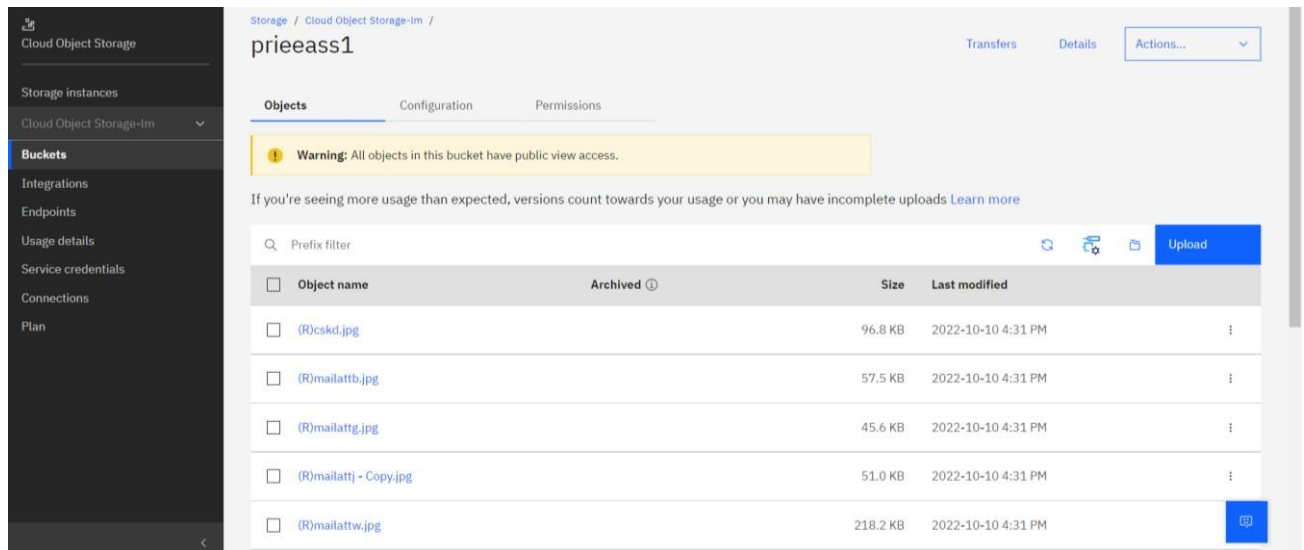 Cloud Object Storage
Storage instances
Cloud Object Storage-lm
Buckets
Integrations
Endpoints
Usage details
Service credentials
Connections
Plan
Storage / Cloud Object Storage-lm /
prieeass1
Transfers Details Actions...
Objects Configuration Permissions
Warning: All objects in this bucket have public view access.
If you're seeing more usage than expected, versions count towards your usage or you may have incomplete uploads Learn more
Prefix filter Upload
Object name Archived Size Last modified
(R)cskd.jpg 96.8 KB 2022-10-10 4:31 PM
(R)mailattb.jpg 57.5 KB 2022-10-10 4:31 PM
(R)mailattg.jpg 45.6 KB 2022-10-10 4:31 PM
(R)mailattj - Copy.jpg 51.0 KB 2022-10-10 4:31 PM
(R)mailattw.jpg 218.2 KB 2022-10-10 4:31 PM